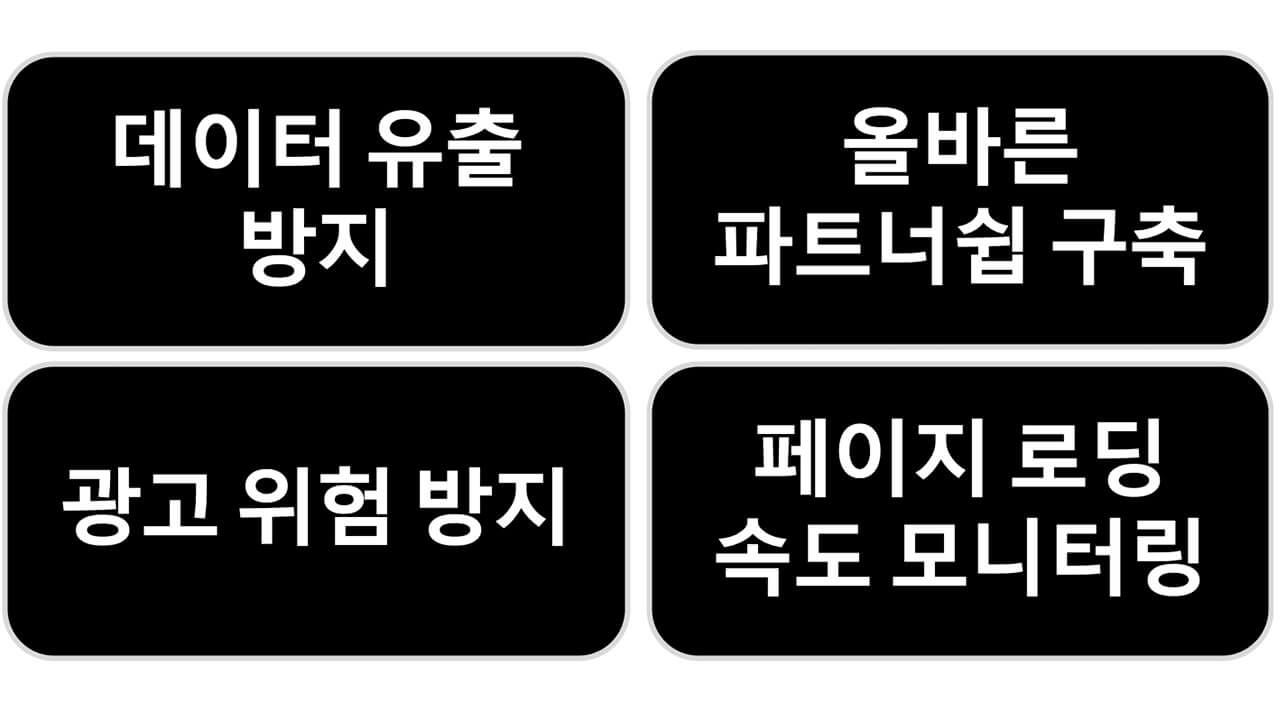 데이터 유출
방지
올바른
파트너쉽 구축
광고 위험 방지
페이지 로딩
속도 모니터링